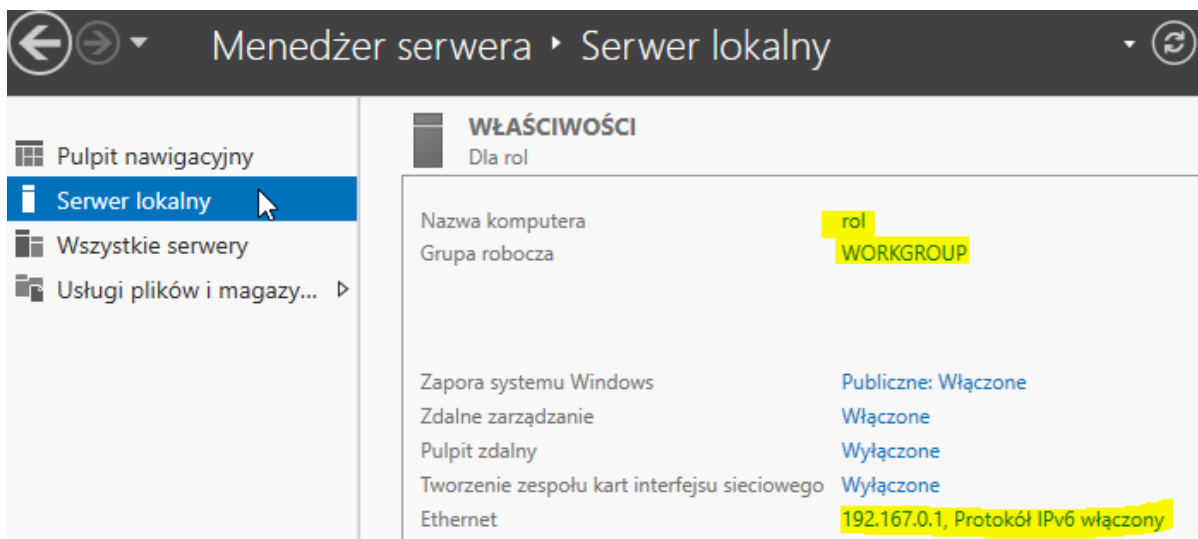 Menedżer serwera ‣ Serwer lokalny
Pulpit nawigacyjny
Serwer lokalny
Wszystkie serwery
Usługi plików i magazy...
WŁAŚCIWOŚCI
Dla rol
Nazwa komputera rol
Grupa robocza WORKGROUP
Zapora systemu Windows Publiczne: Włączone
Zdalne zarządzanie Włączone
Pulpit zdalny Wyłączone
Tworzenie zespołu kart interfejsu sieciowego Wyłączone
Ethernet 192.167.0.1, Protokół IPv6 włączony